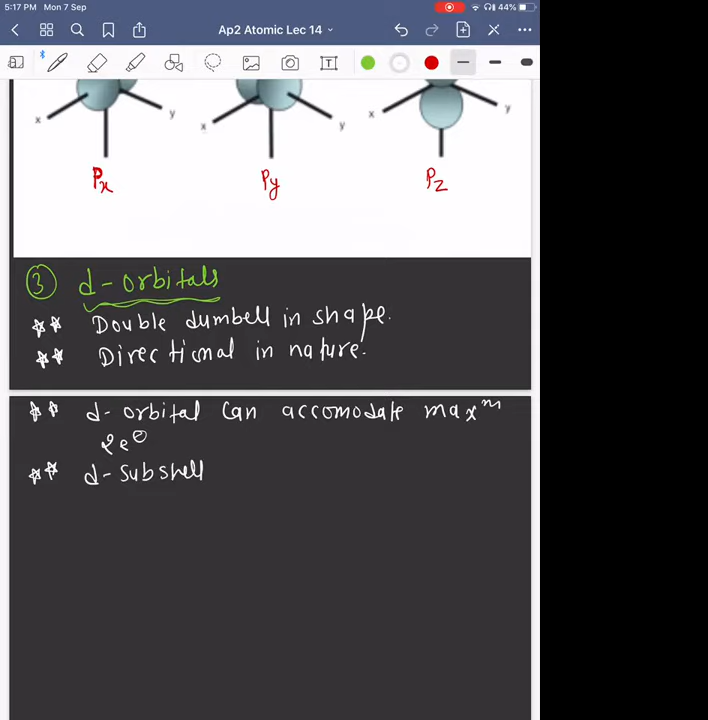 5:17 PM Mon 7 Sep
44%
Ap2 Atomic Lec 14
T
x
y
x
y
x
y
Px
Py
Pz
3 d-orbitals
Double dumbell in shape.
Directional in nature.
d-orbital can accomodate max^m
2e⊖
d-subshell